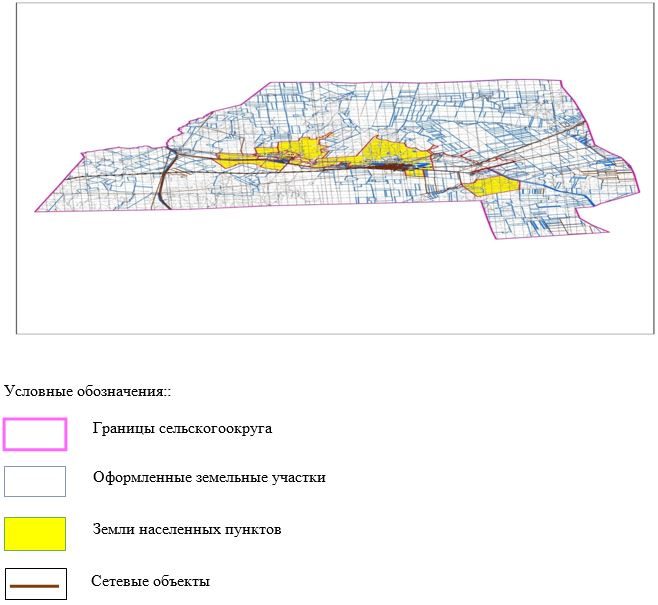 Условные обозначения::
Границы сельскогоокруга
Оформленные земельные участки
Земли населенных пунктов
Сетевые объекты